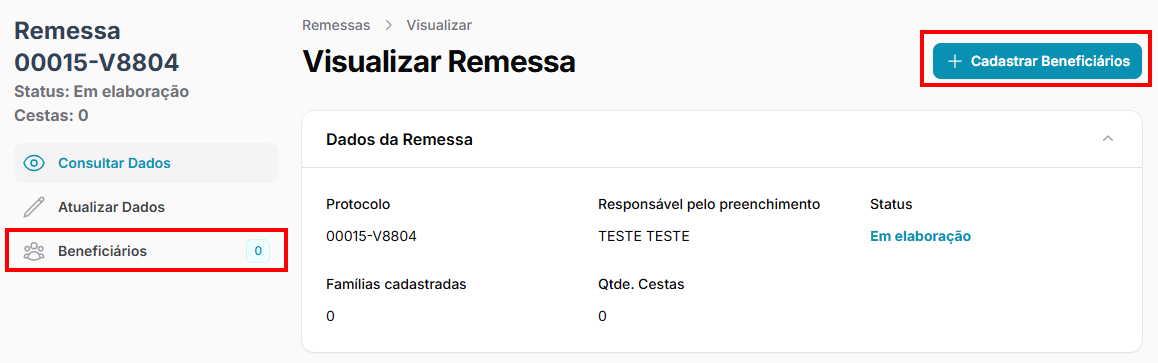 Remessa
00015-V8804
Status: Em elaboração
Cestas: 0
Consultar Dados
Atualizar Dados
Beneficiários 0
Remessas > Visualizar
Visualizar Remessa
+ Cadastrar Beneficiários
Dados da Remessa
Protocolo Responsável pelo preenchimento Status
00015-V8804 TESTE TESTE Em elaboração
Famílias cadastradas Qtde. Cestas
0 0